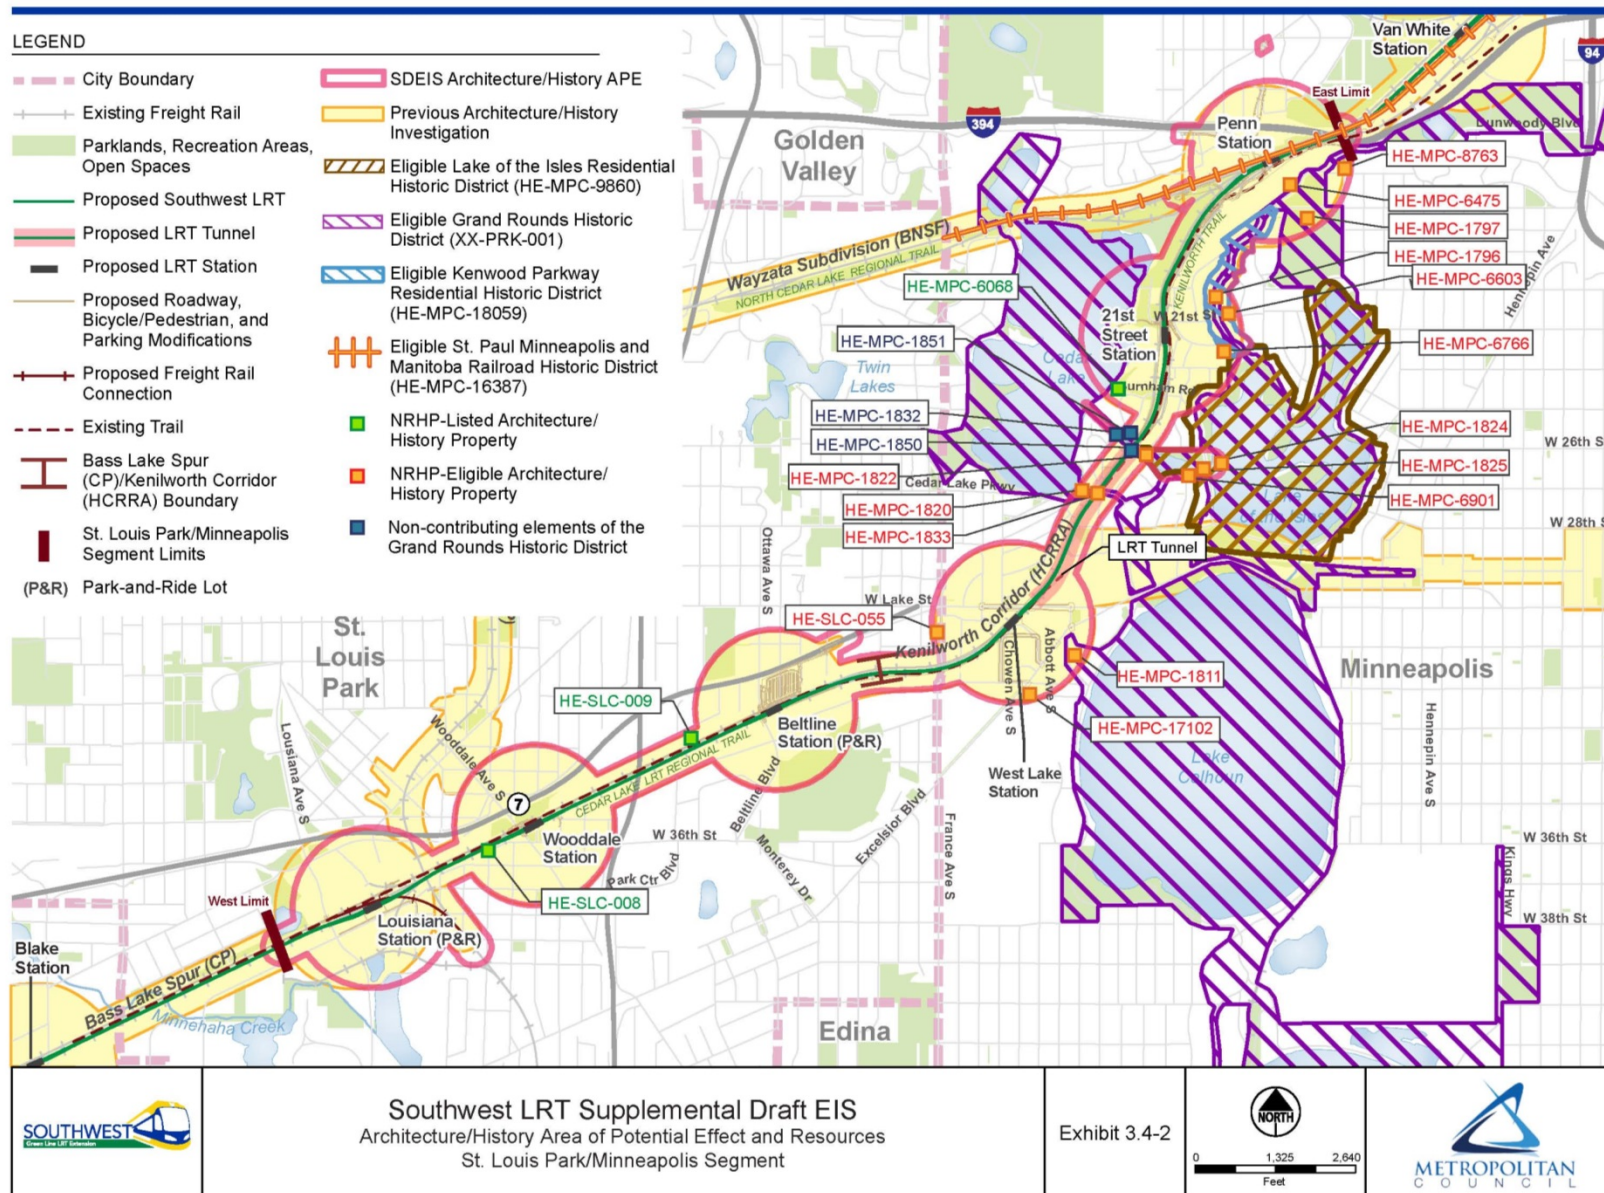 LEGEND
City Boundary
Existing Freight Rail
Parklands, Recreation Areas,
Open Spaces
Proposed Southwest LRT
Proposed LRT Tunnel
Proposed LRT Station
Proposed Roadway,
Bicycle/Pedestrian, and
Parking Modifications
Proposed Freight Rail
Connection
Existing Trail
Bass Lake Spur
(CP)/Kenilworth Corridor
(HCRRA) Boundary
St. Louis Park/Minneapolis
Segment Limits
(P&R) Park-and-Ride Lot
SDEIS Architecture/History APE
Previous Architecture/History
Investigation
Eligible Lake of the Isles Residential
Historic District (HE-MPC-9860)
Eligible Grand Rounds Historic
District (XX-PRK-001)
Eligible Kenwood Parkway
Residential Historic District
(HE-MPC-18059)
Eligible St. Paul Minneapolis and
Manitoba Railroad Historic District
(HE-MPC-16387)
NRHP-Listed Architecture/
History Property
NRHP-Eligible Architecture/
History Property
Non-contributing elements of the
Grand Rounds Historic District
Van White
Station
94
East Limit
394
Golden
Valley
Penn
Station
Dunwoody Blvd
HE-MPC-8763
HE-MPC-6475
HE-MPC-1797
HE-MPC-1796
HE-MPC-6603
Hennepin Ave
Wayzata Subdivision (BNSF)
NORTH CEDAR LAKE REGIONAL TRAIL
KENILWORTH TRAIL
HE-MPC-6068
21st
Street
Station
W 21st St
HE-MPC-1851
HE-MPC-6766
Twin
Lakes
Cedar
Lake
Burnham Rd
HE-MPC-1832
HE-MPC-1850
HE-MPC-1824
W 26th S
HE-MPC-1822
Cedar Lake Pkwy
HE-MPC-1825
HE-MPC-1820
HE-MPC-6901
Lake
of the Isles
HE-MPC-1833
W 28th S
Ottawa Ave S
LRT Tunnel
W Lake St
HE-SLC-055
Kenilworth Corridor (HCRRA)
St.
Louis
Park
Abbott Ave S
Chowen Ave S
Minneapolis
HE-MPC-1811
HE-SLC-009
HE-MPC-17102
Beltline
Station (P&R)
Louisiana Ave S
Wooddale Ave S
Hennepin Ave S
Lake
Calhoun
West Lake
Station
7
CEDAR LAKE LRT REGIONAL TRAIL
Beltline Blvd
W 36th St
Excelsior Blvd
France Ave S
W 36th St
Wooddale
Station
Monterey Dr
Park Ctr Blvd
Kings Hwy
HE-SLC-008
West Limit
Louisiana
Station (P&R)
W 38th St
Blake
Station
Bass Lake Spur (CP)
Minnehaha Creek
Edina
SOUTHWEST
Green Line LRT Extension
Southwest LRT Supplemental Draft EIS
Architecture/History Area of Potential Effect and Resources
St. Louis Park/Minneapolis Segment
Exhibit 3.4-2
NORTH
0 1,325 2,640
Feet
METROPOLITAN
COUNCIL